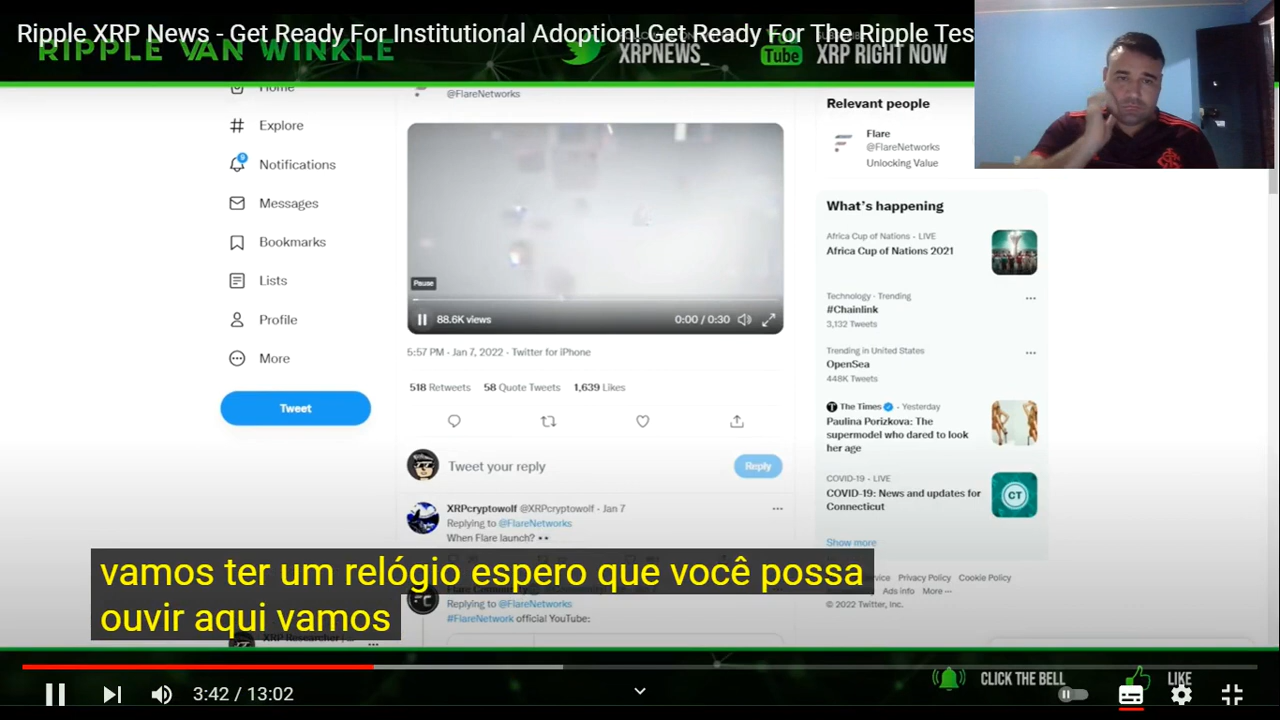 Ripple XRP News - Get Ready For Institutional Adoption! Get Ready For The Ripple Tes
RIPPLE VAN WINKLE
XRPNEWS_
Tube
XRP RIGHT NOW
Home
Explore
Notifications
Messages
Bookmarks
Lists
Profile
More
Tweet
@FlareNetworks
Pause
88.6K views
0:00 / 0:30
5:57 PM · Jan 7, 2022 · Twitter for iPhone
518 Retweets 58 Quote Tweets 1,639 Likes
Tweet your reply
Reply
XRPcryptowolf @XRPcryptowolf · Jan 7
Replying to @FlareNetworks
When Flare launch?
Replying to @FlareNetworks
#FlareNetwork official YouTube:
XRP Researcher |
Relevant people
Flare
@FlareNetworks
Unlocking Value
What's happening
Africa Cup of Nations · LIVE
Africa Cup of Nations 2021
Technology · Trending
#Chainlink
3,132 Tweets
Trending in United States
OpenSea
448K Tweets
The Times · Yesterday
Paulina Porizkova: The
supermodel who dared to look
her age
COVID-19 · LIVE
COVID-19: News and updates for
Connecticut
CT
Show more
Privacy Policy Cookie Policy
Ads info More ···
© 2022 Twitter, Inc.
vamos ter um relógio espero que você possa
ouvir aqui vamos
CLICK THE BELL
LIKE
3:42 / 13:02